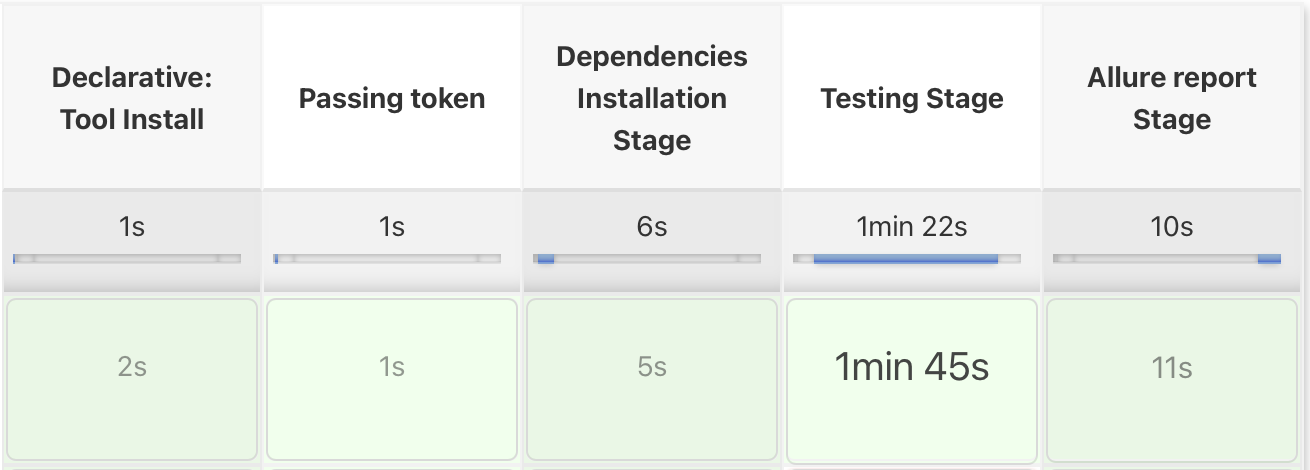 Declarative:
Tool Install
Passing token
Dependencies
Installation
Stage
Testing Stage
Allure report
Stage
1s
1s
6s
1min 22s
10s
2s
1s
5s
1min 45s
11s